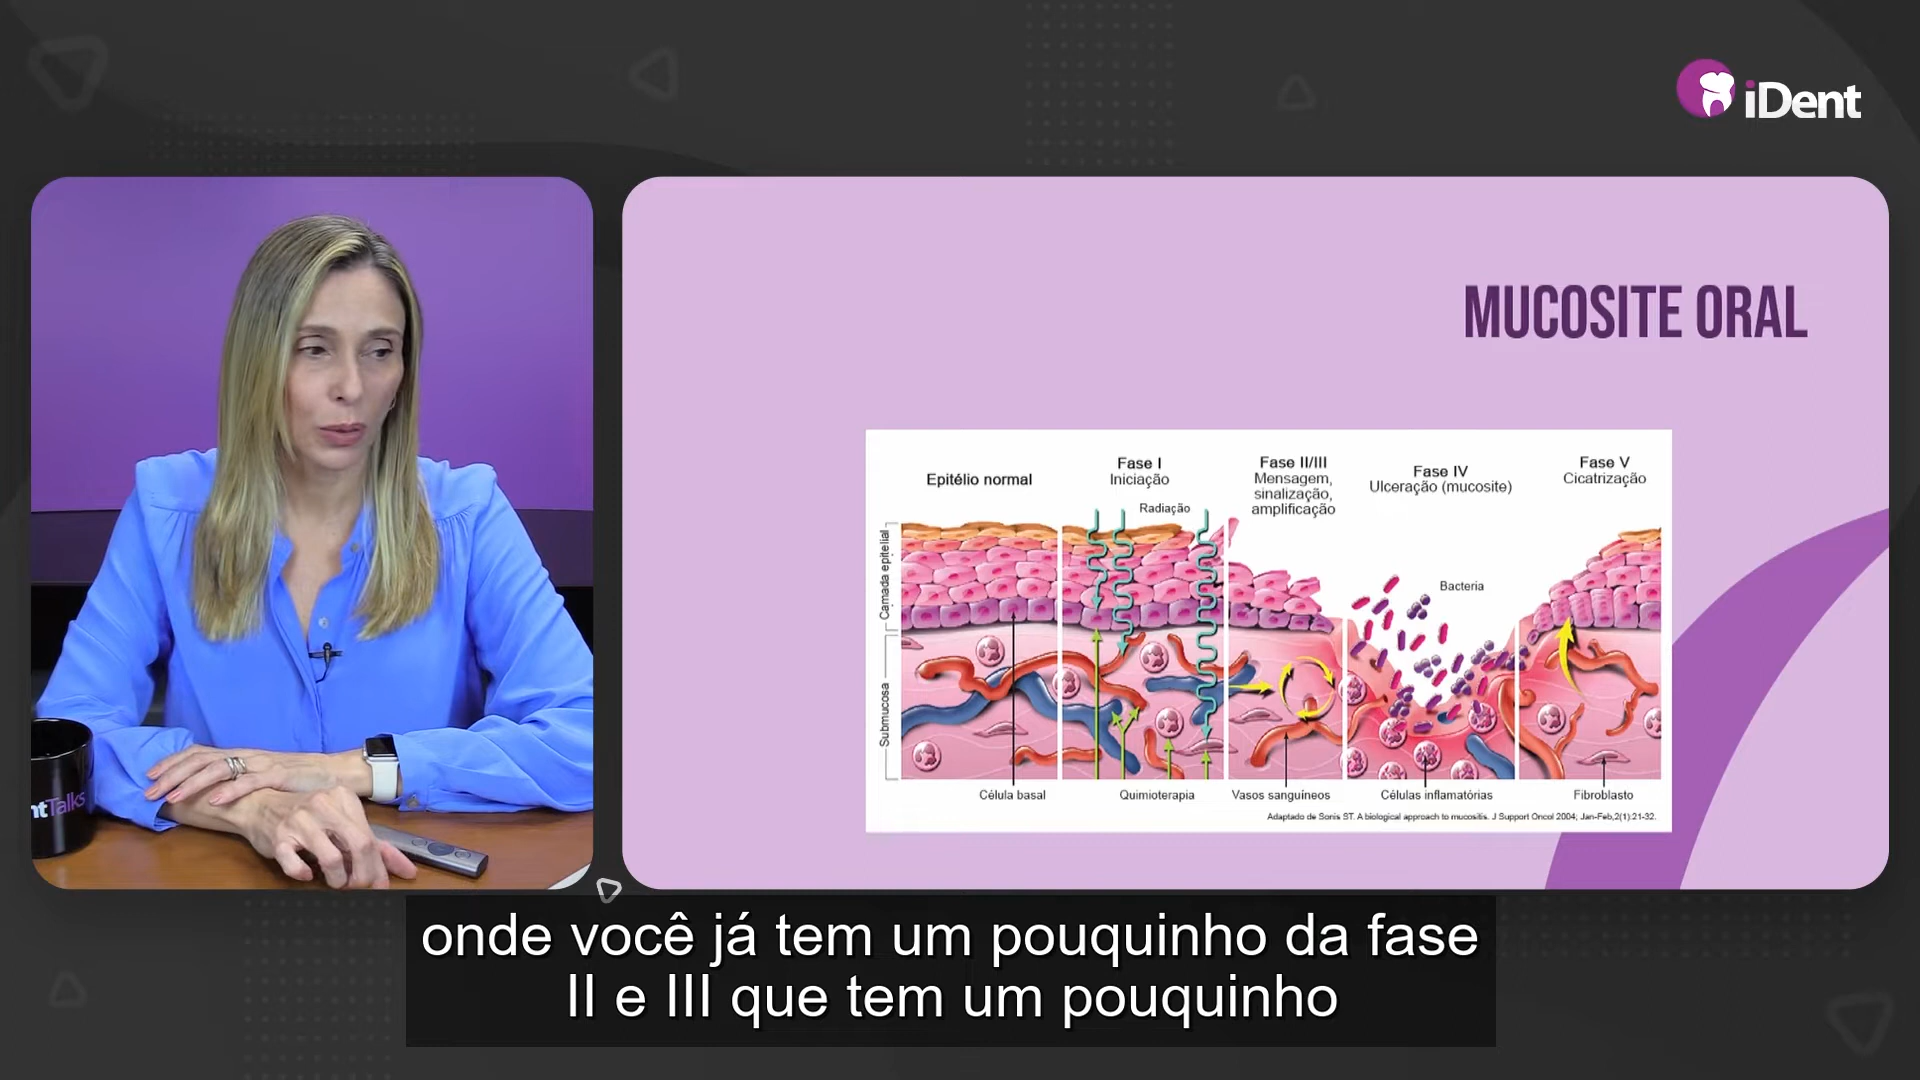 iDent
MUCOSITE ORAL
Epitélio normal
Fase I
Iniciação
Radiação
Fase II/III
Mensagem,
sinalização,
amplificação
Fase IV
Ulceração (mucosite)
Fase V
Cicatrização
Camada epitelial
Submucosa
Bacteria
Célula basal
Quimioterapia
Vasos sanguíneos
Células inflamatórias
Fibroblasto
Adaptado de Sonis ST. A biological approach to mucositis. J Support Oncol 2004; Jan-Feb,2(1):21-32.
ntTalks
onde você já tem um pouquinho da fase
II e III que tem um pouquinho